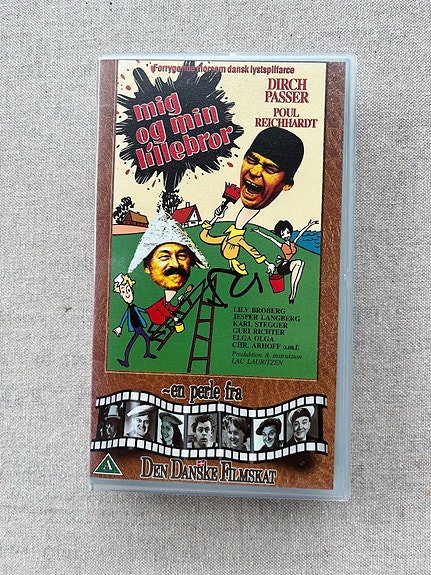 Forrygende morsom dansk lystspilfarce
DIRCH
PASSER
POUL
REICHHARDT
mig
og min
lillebror
LILY BROBERG
JESPER LANGBERG
KARL STEGGER
GURI RICHTER
ELGA OLGA
CHR. ARHOFF o.m.fl.
Produktion & instruktion
LAU LAURITZEN
~en perle fra
A
DEN DANSKE FILMSKAT